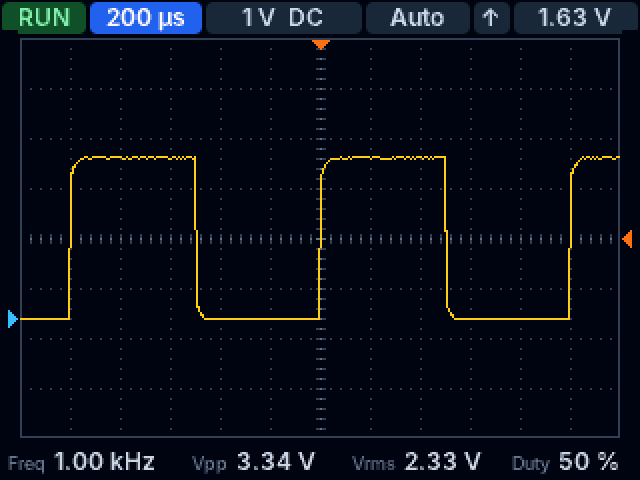 RUN 200 µs 1 V DC Auto ↑ 1.63 V
Freq 1.00 kHz Vpp 3.34 V Vrms 2.33 V Duty 50 %